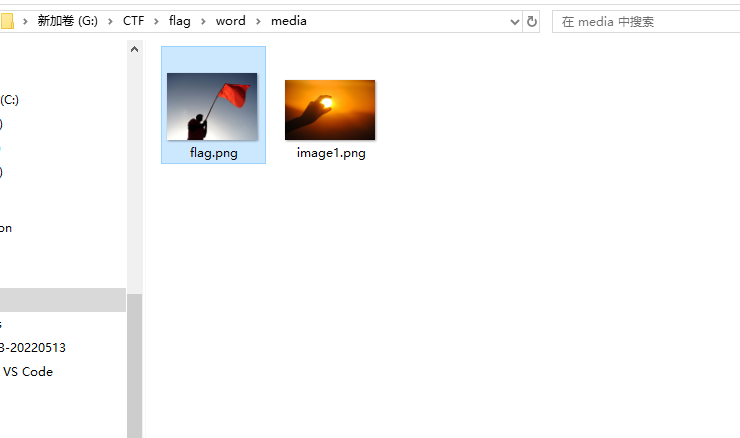 新加卷 (G:) › CTF › flag › word › media
在 media 中搜索
(C:)
)
)
on
s
3-20220513
VS Code
flag.png
image1.png